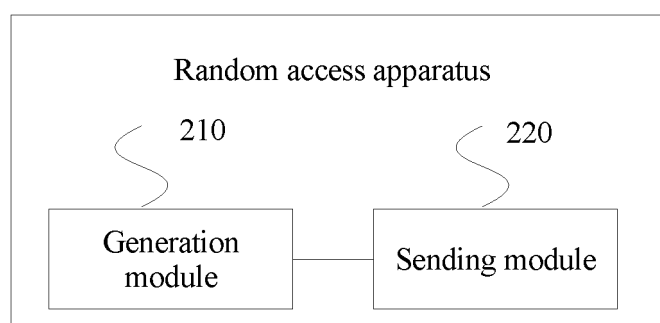 Random access apparatus
210
220
Generation
module
Sending module